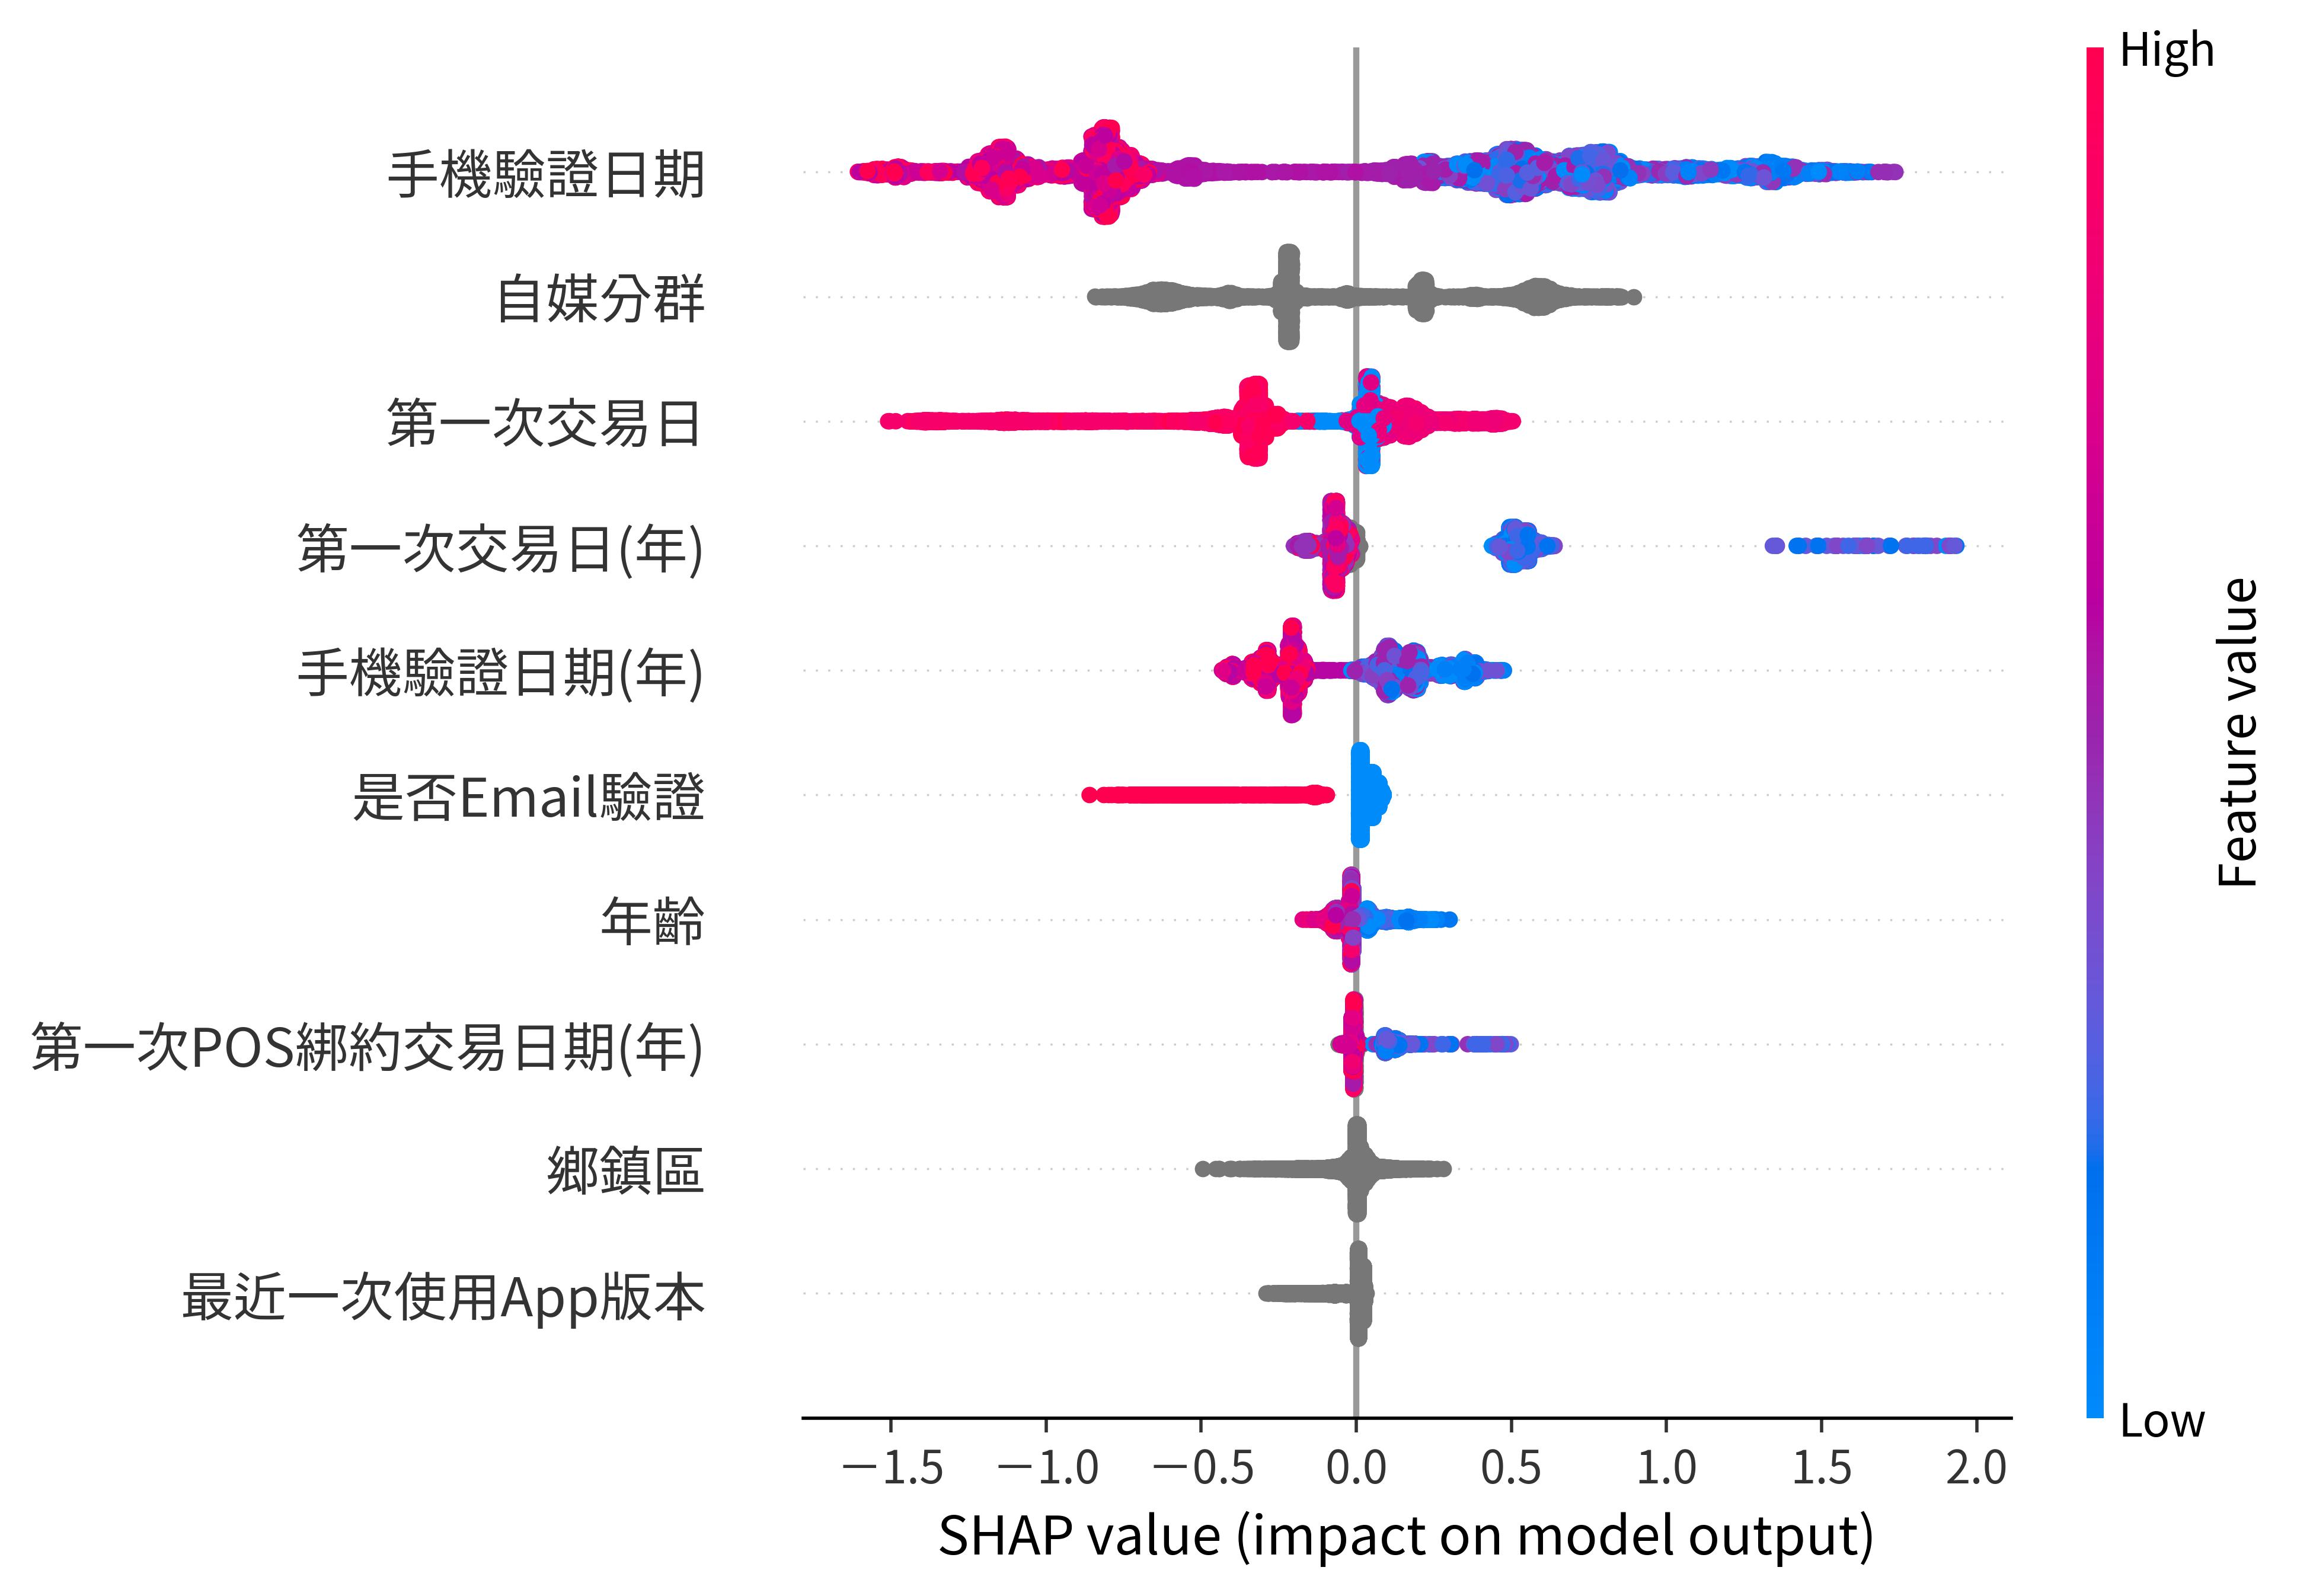 High
手機驗證日期
自媒分群
第一次交易日
第一次交易日(年)
手機驗證日期(年)
是否Email驗證
年齡
第一次POS綁約交易日期(年)
鄉鎮區
最近一次使用App版本
Feature value
Low
−1.5 −1.0 −0.5 0.0 0.5 1.0 1.5 2.0
SHAP value (impact on model output)